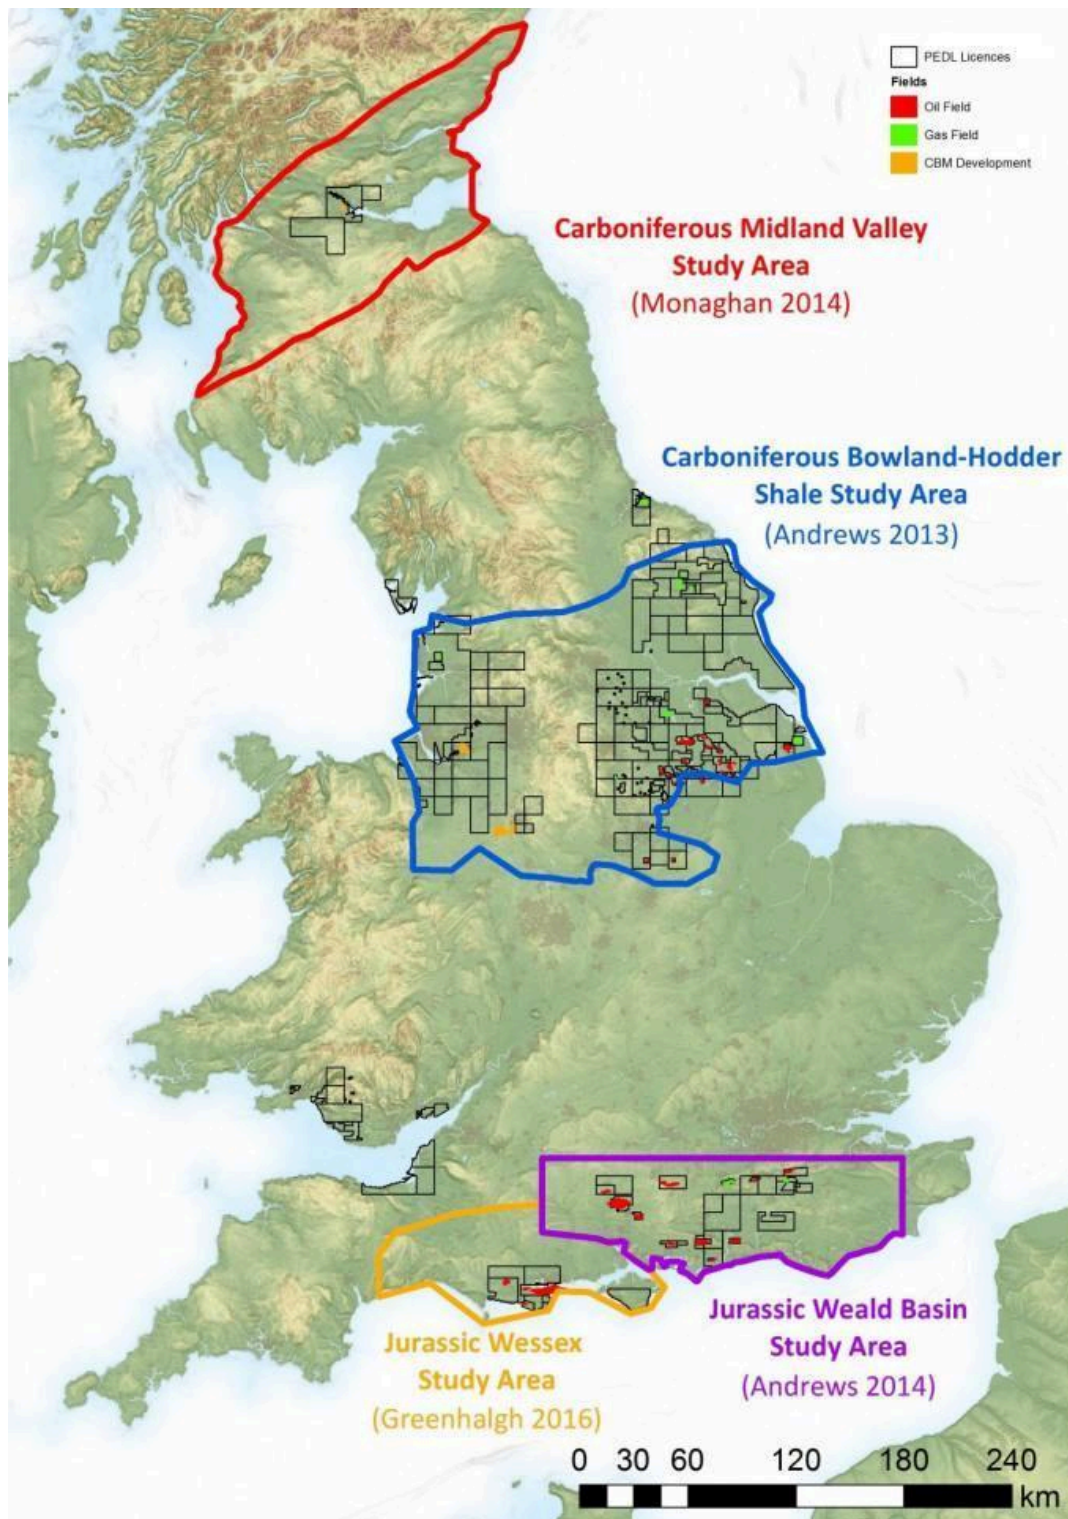 PEDL Licences
Fields
Oil Field
Gas Field
CBM Development
Carboniferous Midland Valley
Study Area
(Monaghan 2014)
Carboniferous Bowland-Hodder
Shale Study Area
(Andrews 2013)
Jurassic Weald Basin
Study Area
(Andrews 2014)
Jurassic Wessex
Study Area
(Greenhalgh 2016)
0 30 60 120 180 240
km